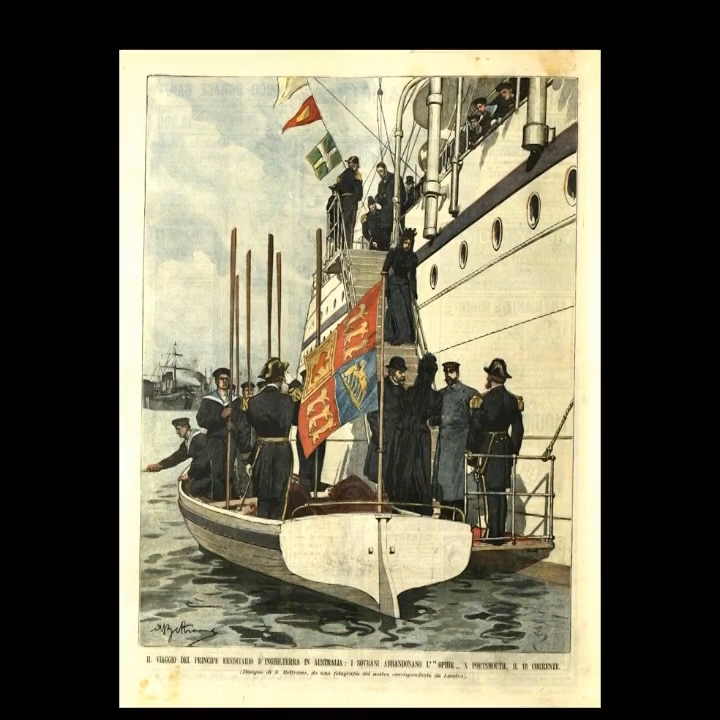 A Beltrame
IL VIAGGIO DEL PRINCIPE EREDITARIO D'INGHILTERRA IN AUSTRALIA: I SOVRANI ABBANDONANO L'" OPHIR „ A PORTSMOUTH, IL 18 CORRENTE.
(Disegno di A. Beltrame, da una fotografia del nostro corrispondente da Londra).